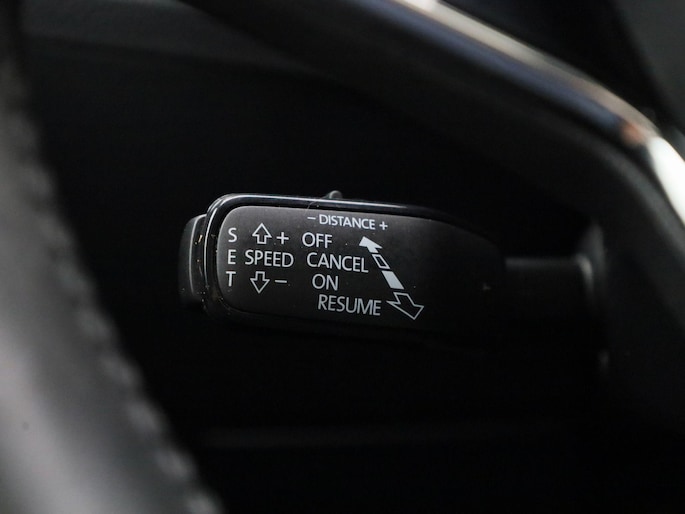 - DISTANCE +
S + OFF
E SPEED CANCEL
T - ON
RESUME